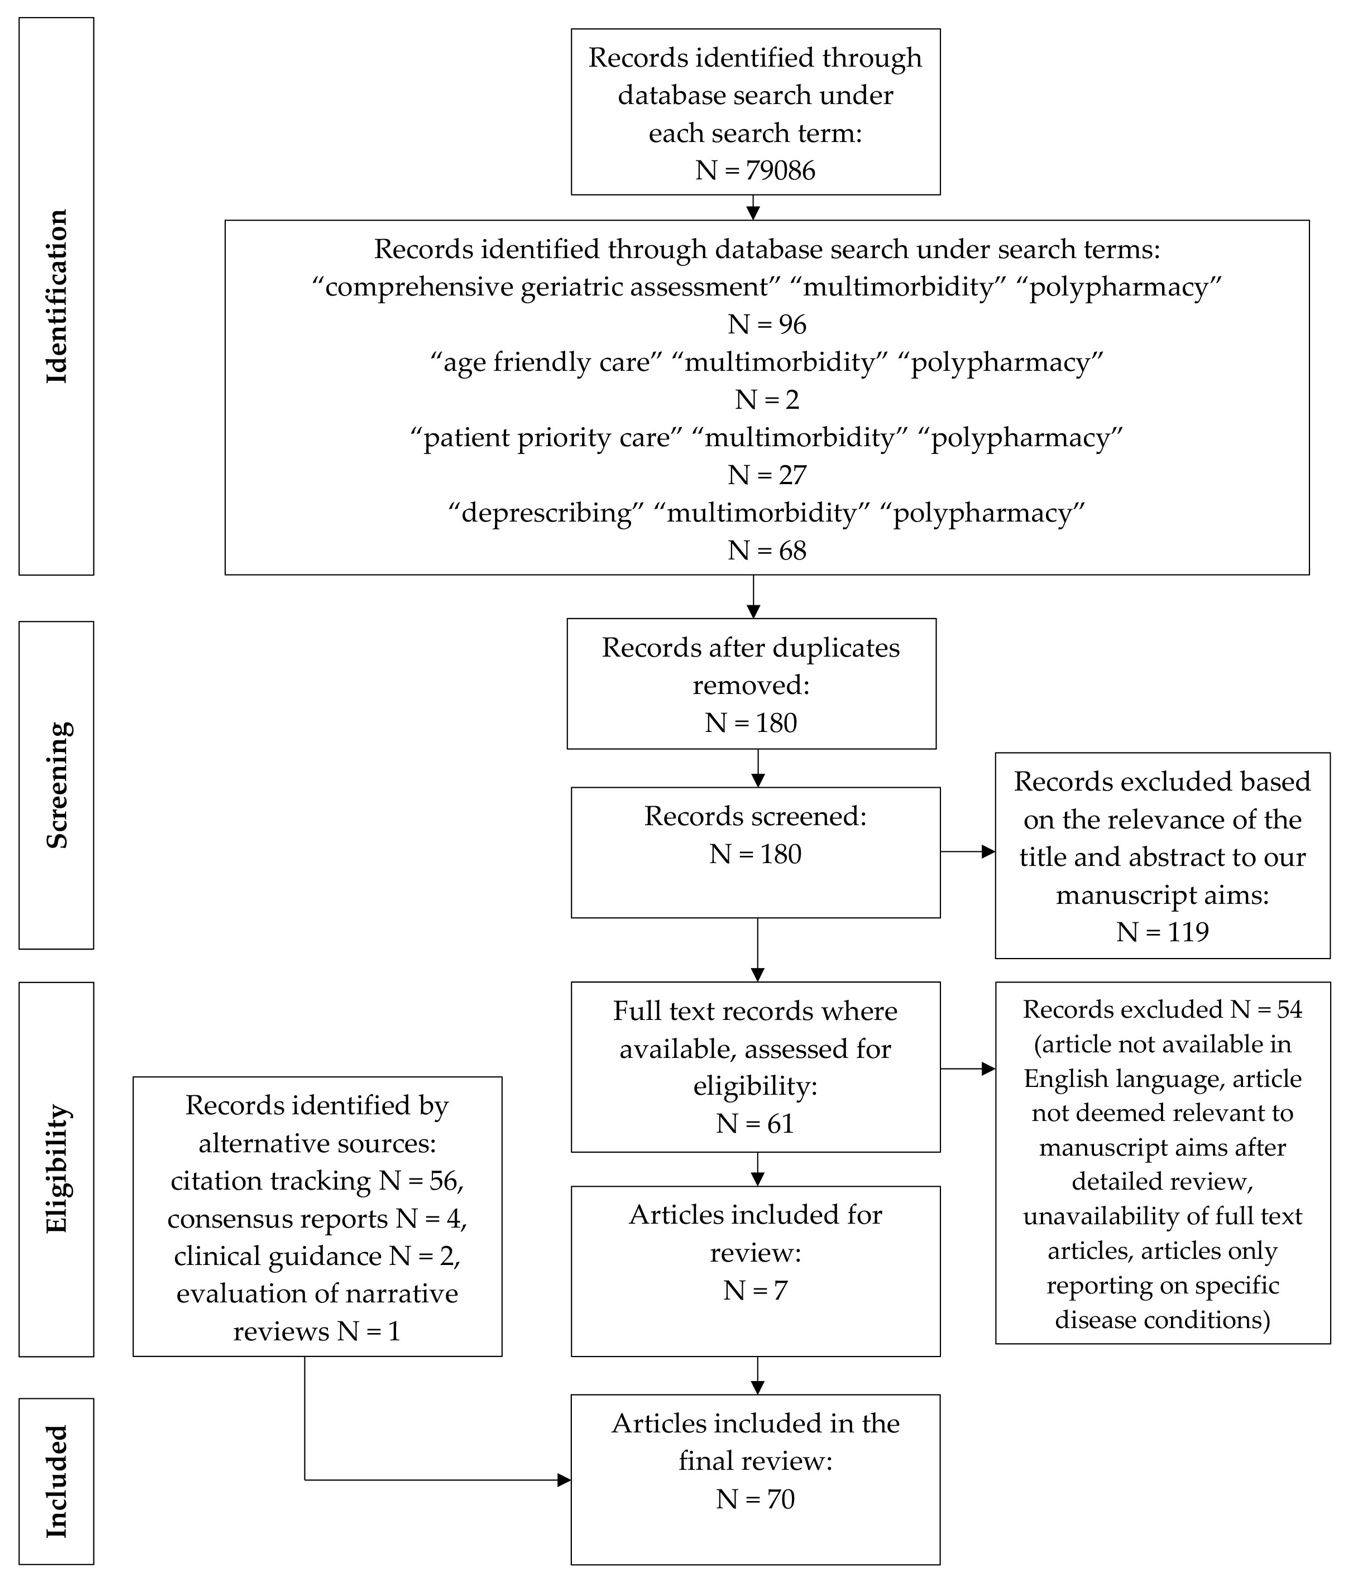 Identification
Records identified through
database search under
each search term:
N = 79086
Records identified through database search under search terms:
“comprehensive geriatric assessment” “multimorbidity” “polypharmacy”
N = 96
“age friendly care” “multimorbidity” “polypharmacy”
N = 2
“patient priority care” “multimorbidity” “polypharmacy”
N = 27
“deprescribing” “multimorbidity” “polypharmacy”
N = 68
Screening
Records after duplicates
removed:
N = 180
Records screened:
N = 180
Records excluded based
on the relevance of the
title and abstract to our
manuscript aims:
N = 119
Eligibility
Full text records where
available, assessed for
eligibility:
N = 61
Records excluded N = 54
(article not available in
English language, article
not deemed relevant to
manuscript aims after
detailed review,
unavailability of full text
articles, articles only
reporting on specific
disease conditions)
Records identified by
alternative sources:
citation tracking N = 56,
consensus reports N = 4,
clinical guidance N = 2,
evaluation of narrative
reviews N = 1
Articles included for
review:
N = 7
Included
Articles included in the
final review:
N = 70